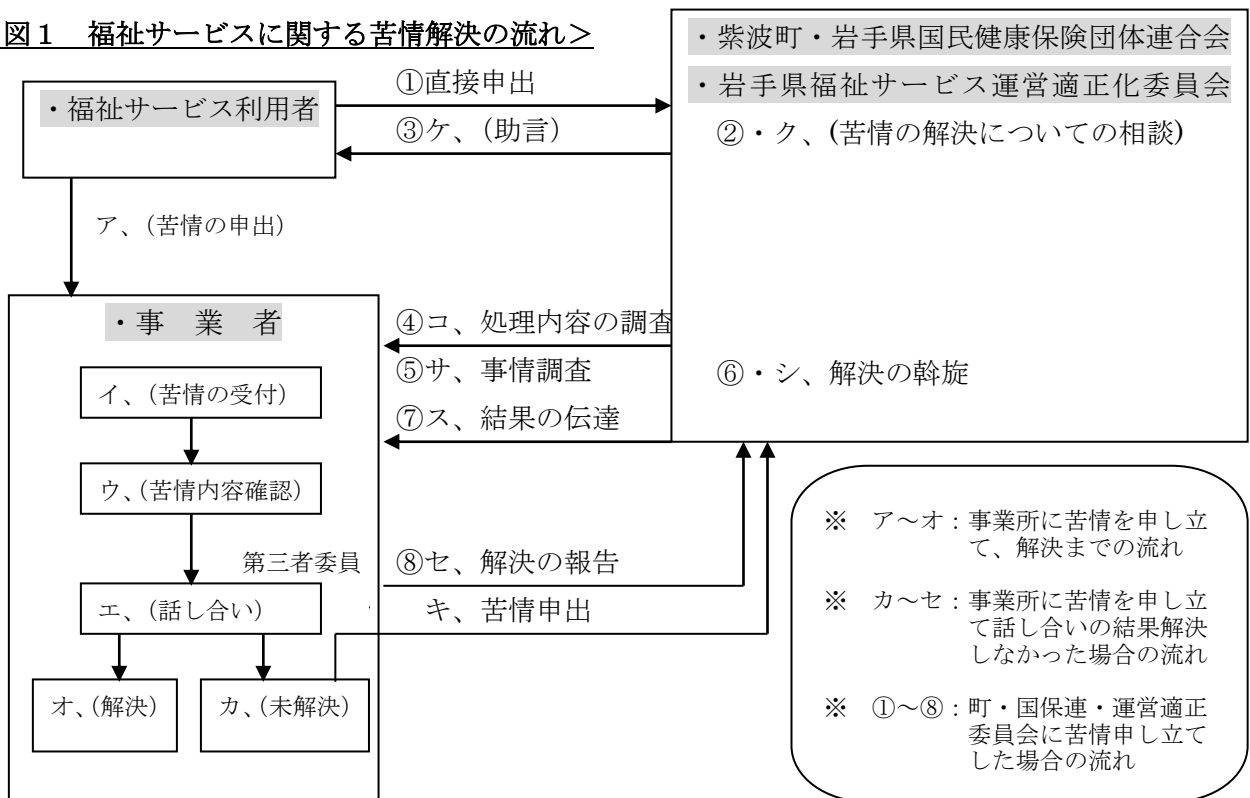 図1 福祉サービスに関する苦情解決の流れ>
・紫波町・岩手県国民健康保険団体連合会
・岩手県福祉サービス運営適正化委員会
②・ク、(苦情の解決についての相談)
・福祉サービス利用者
①直接申出
③ケ、(助言)
ア、(苦情の申出)
・事 業 者
④コ、処理内容の調査
⑤サ、事情調査
⑥・シ、解決の斡旋
⑦ス、結果の伝達
イ、(苦情の受付)
ウ、(苦情内容確認)
第三者委員
⑧セ、解決の報告
エ、(話し合い)
キ、苦情申出
オ、(解決)
カ、(未解決)
※ ア~オ:事業所に苦情を申し立
て、解決までの流れ
※ カ~セ:事業所に苦情を申し立
て話し合いの結果解決
しなかった場合の流れ
※ ①~⑧:町・国保連・運営適正
委員会に苦情申し立て
した場合の流れ